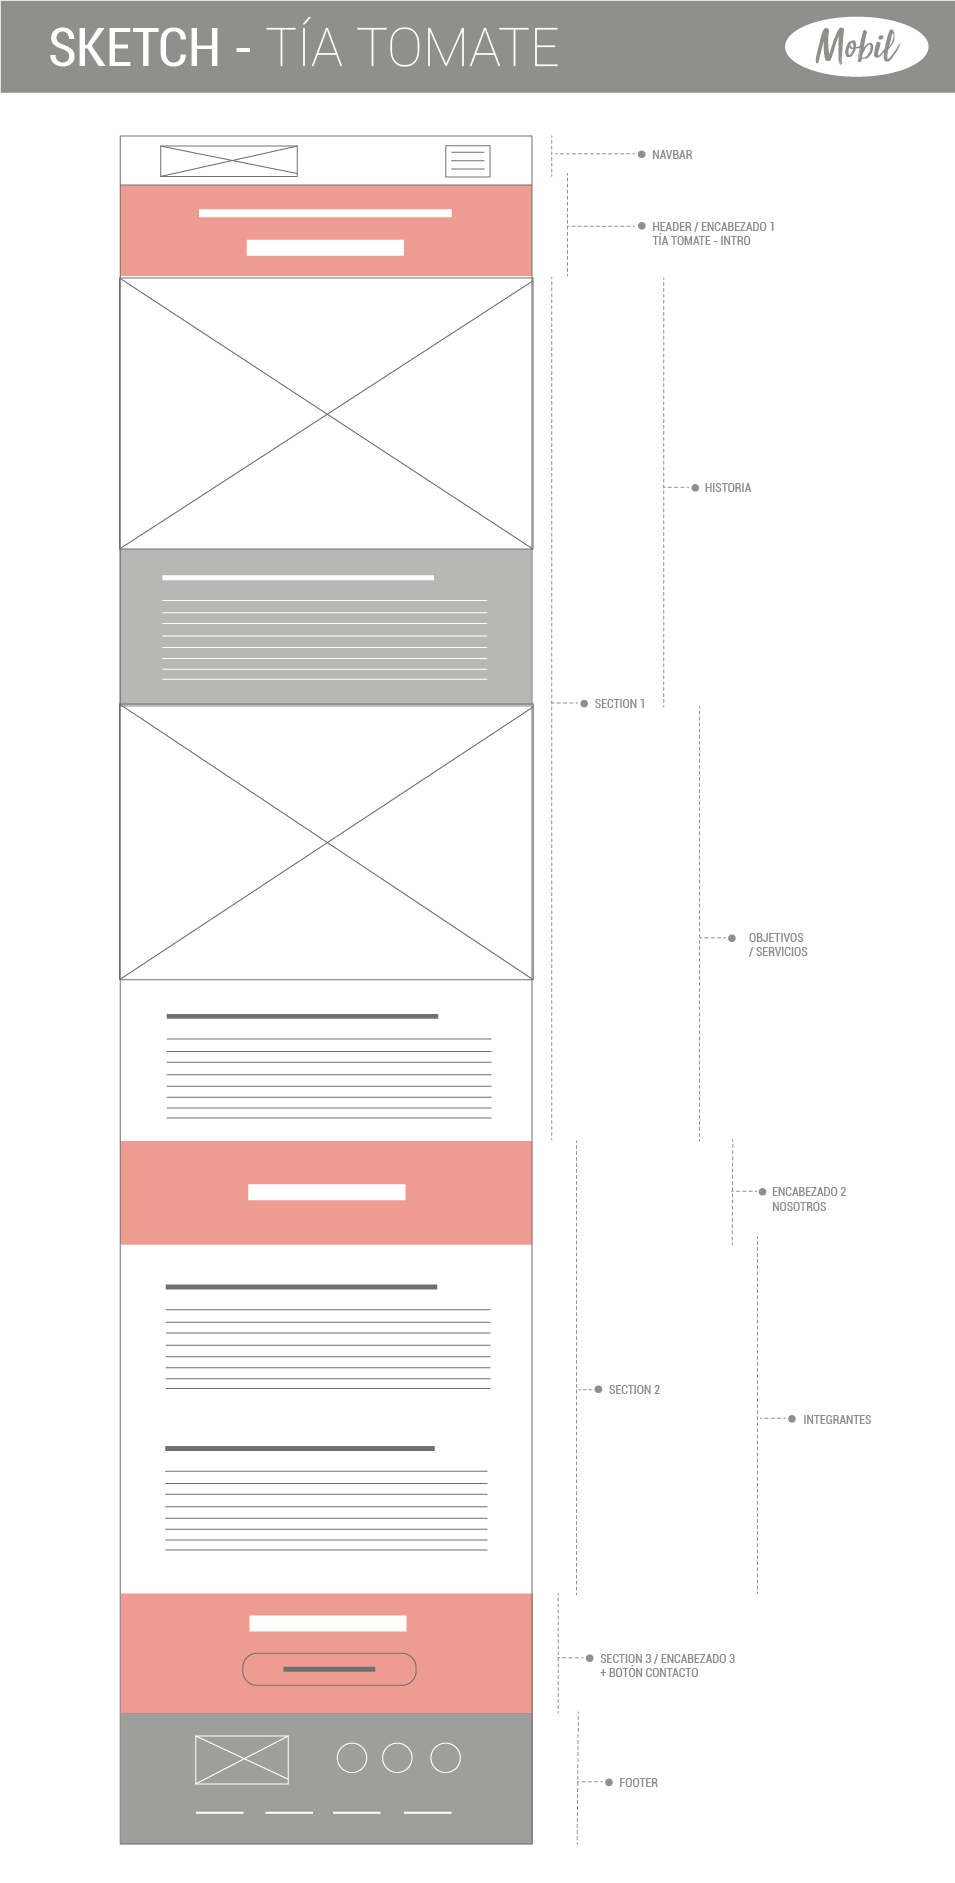 SKETCH - TÍA TOMATE
Mobil
NAVBAR
HEADER / ENCABEZADO 1
TÍA TOMATE - INTRO
HISTORIA
SECTION 1
OBJETIVOS
/ SERVICIOS
ENCABEZADO 2
NOSOTROS
SECTION 2
INTEGRANTES
SECTION 3 / ENCABEZADO 3
+ BOTÓN CONTACTO
FOOTER